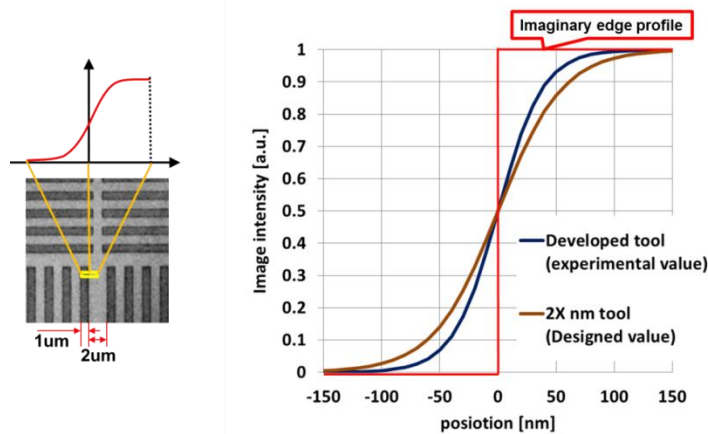 Imaginary edge profile
1
0.9
0.8
0.7
0.6
0.5
0.4
0.3
0.2
0.1
0
Image intensity [a.u.]
Developed tool
(experimental value)
2X nm tool
(Designed value)
-150 -100 -50 0 50 100 150
posiotion [nm]
1um
2um